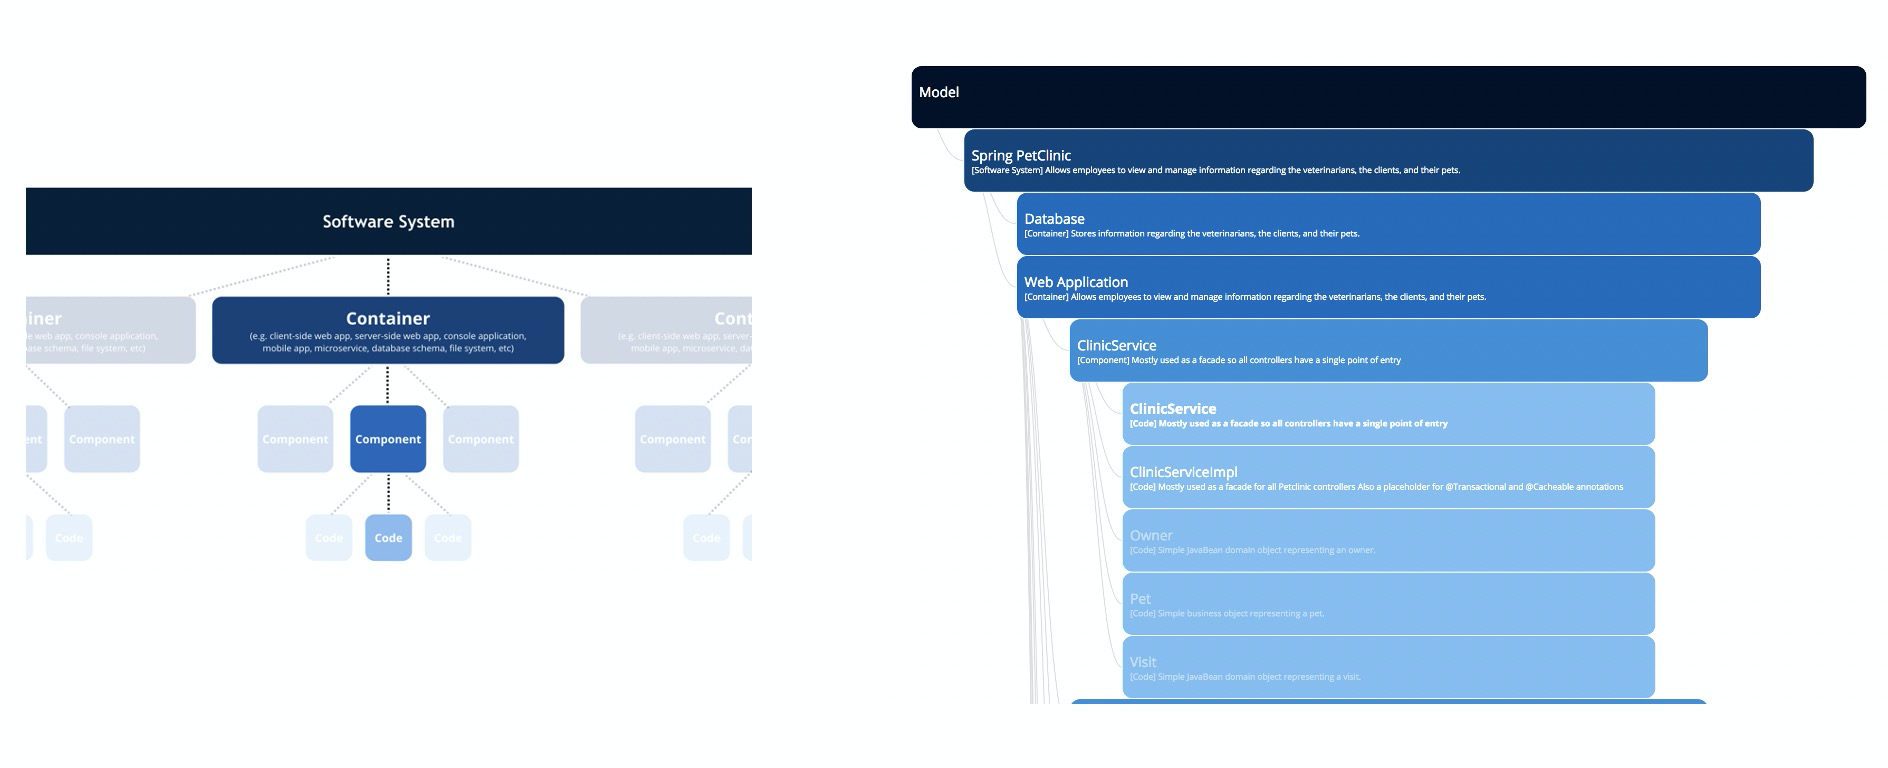 Software System
iner
e web app, console application,
ase schema, file system, etc)
Container
(e.g. client-side web app, server-side web app, console application,
mobile app, microservice, database schema, file system, etc)
Cont
(e.g. client-side web app, server-
mobile app, microservice, dat
ent
Component
Component
Component
Component
Component
Cor
Code
Code
Code
Code
Code
Model
Spring PetClinic
[Software System] Allows employees to view and manage information regarding the veterinarians, the clients, and their pets.
Database
[Container] Stores information regarding the veterinarians, the clients, and their pets.
Web Application
[Container] Allows employees to view and manage information regarding the veterinarians, the clients, and their pets.
ClinicService
[Component] Mostly used as a facade so all controllers have a single point of entry
ClinicService
[Code] Mostly used as a facade so all controllers have a single point of entry
ClinicServiceImpl
[Code] Mostly used as a facade for all Petclinic controllers Also a placeholder for @Transactional and @Cacheable annotations
Owner
[Code] Simple JavaBean domain object representing an owner.
Pet
[Code] Simple business object representing a pet.
Visit
[Code] Simple JavaBean domain object representing a visit.